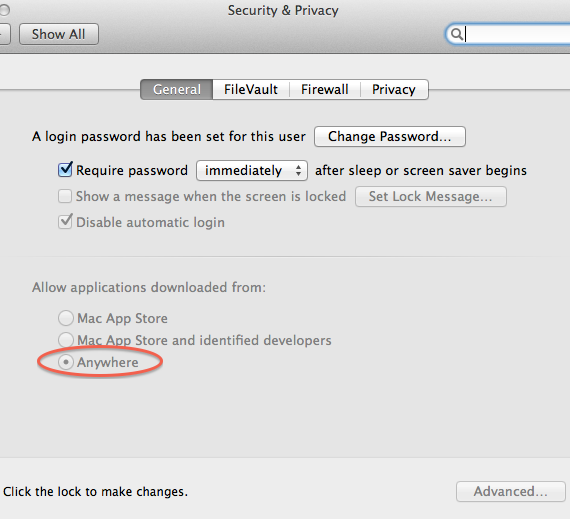 Security & Privacy
Show All
General FileVault Firewall Privacy
A login password has been set for this user Change Password...
Require password immediately after sleep or screen saver begins
Show a message when the screen is locked Set Lock Message...
Disable automatic login
Allow applications downloaded from:
Mac App Store
Mac App Store and identified developers
Anywhere
Click the lock to make changes. Advanced...